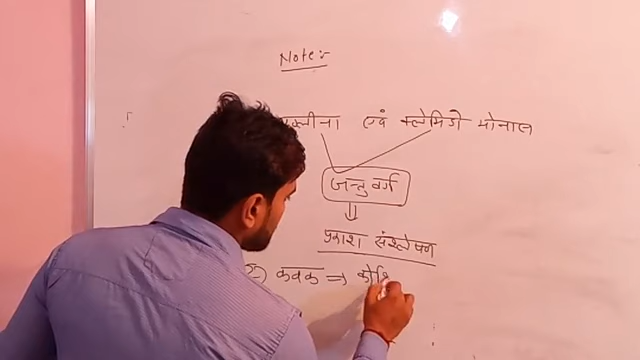 Note:-
एवं क्लेमिडो मोनास
जन्तु वर्ग
⇓
प्रकाश संश्लेषण
कवक ⇒ कोशि